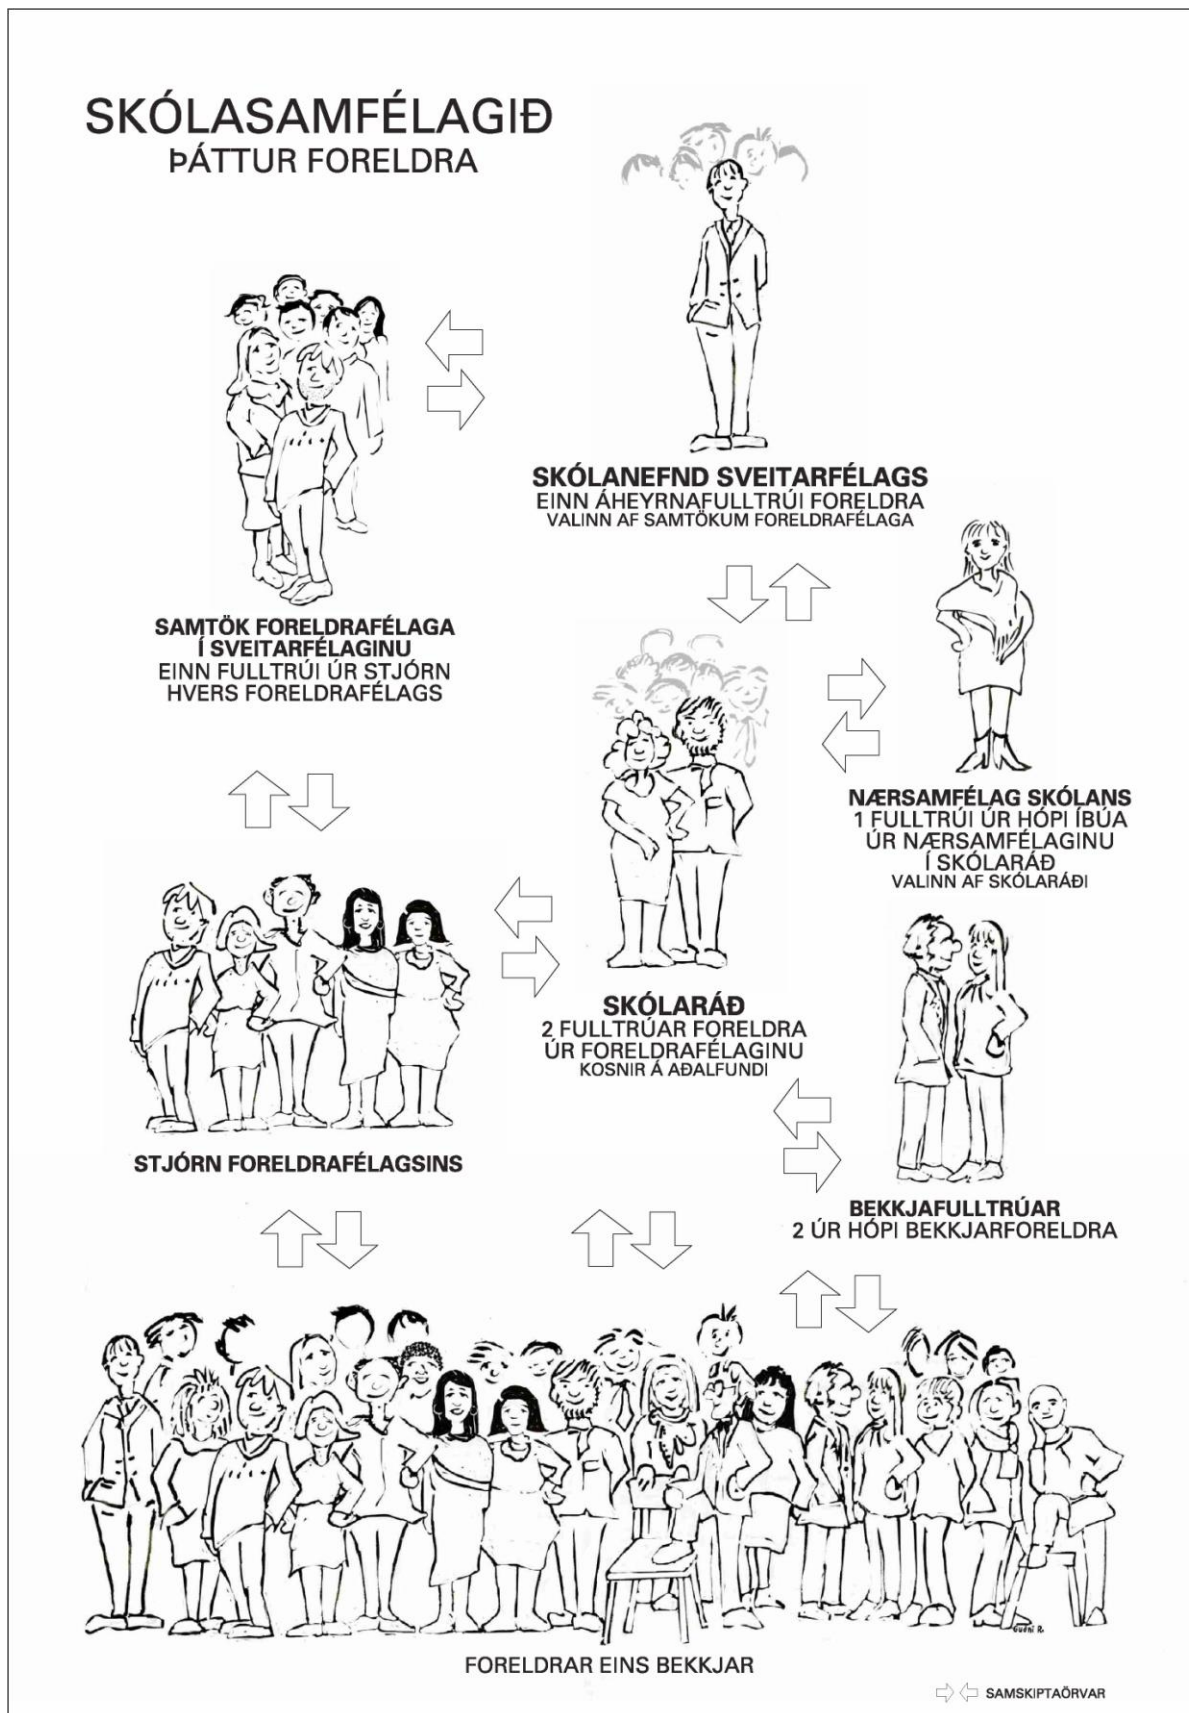 SKÓLASAMFÉLAGIÐ
ÞÁTTUR FORELDRA
SKÓLANEFND SVEITARFÉLAGS
EINN ÁHEYRNAFULLTRÚI FORELDRA
VALINN AF SAMTÖKUM FORELDRAFÉLAGA
SAMTÖK FORELDRAFÉLAGA
Í SVEITARFÉLAGINU
EINN FULLTRÚI ÚR STJÓRN
HVERS FORELDRAFÉLAGS
NÆRSAMFÉLAG SKÓLANS
1 FULLTRÚI ÚR HÓPI ÍBÚA
ÚR NÆRSAMFÉLAGINU
Í SKÓLARÁÐ
VALINN AF SKÓLARÁÐI
SKÓLARÁÐ
2 FULLTRÚAR FORELDRA
ÚR FORELDRAFÉLAGINU
KOSNIR Á AÐALFUNDI
STJÓRN FORELDRAFÉLAGSINS
BEKKJAFULLTRÚAR
2 ÚR HÓPI BEKKJARFORELDRA
Guðni R.
FORELDRAR EINS BEKKJAR
SAMSKIPTAÖRVAR